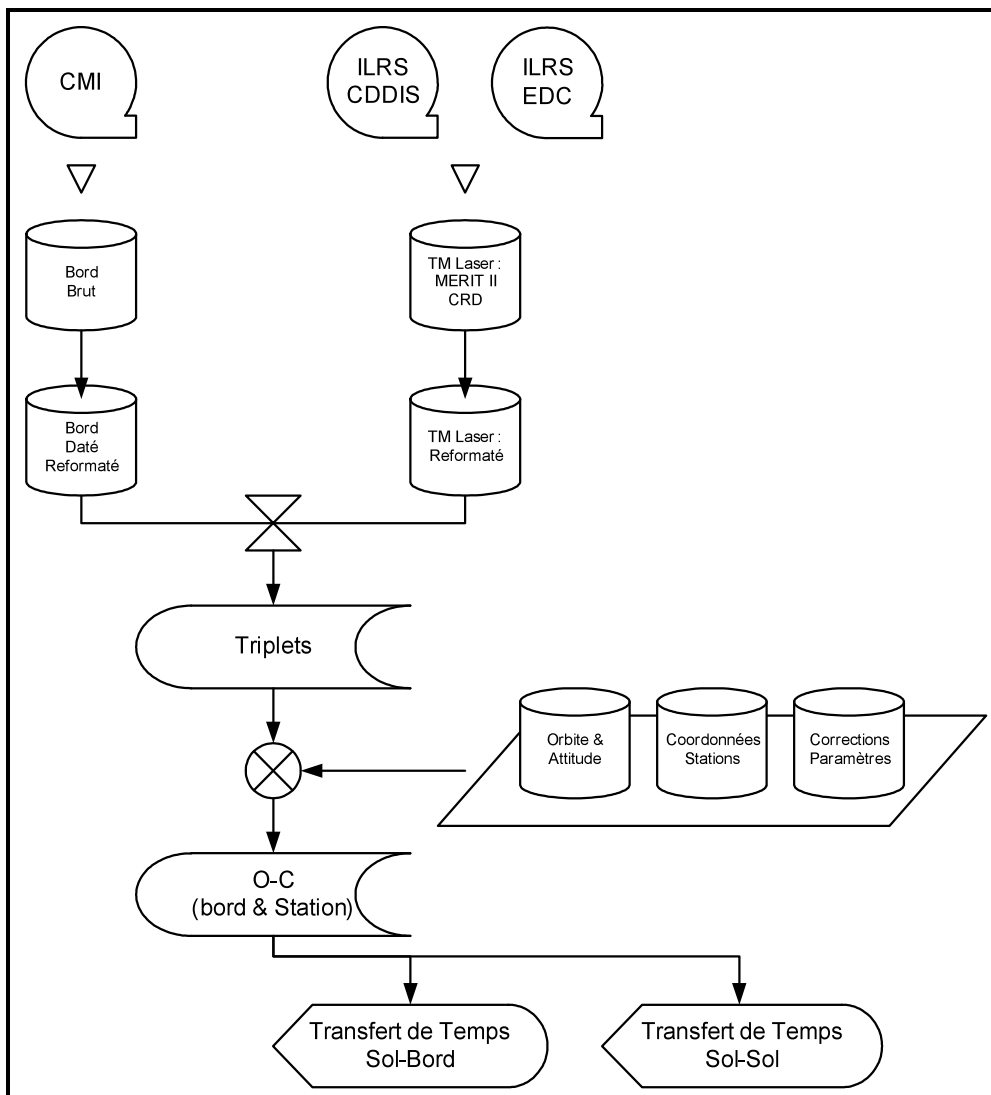 CMI
ILRS
CDDIS
ILRS
EDC
Bord
Brut
TM Laser :
MERIT II
CRD
Bord
Daté
Reformaté
TM Laser :
Reformaté
Triplets
Orbite &
Attitude
Coordonnées
Stations
Corrections
Paramètres
O-C
(bord & Station)
Transfert de Temps
Sol-Bord
Transfert de Temps
Sol-Sol